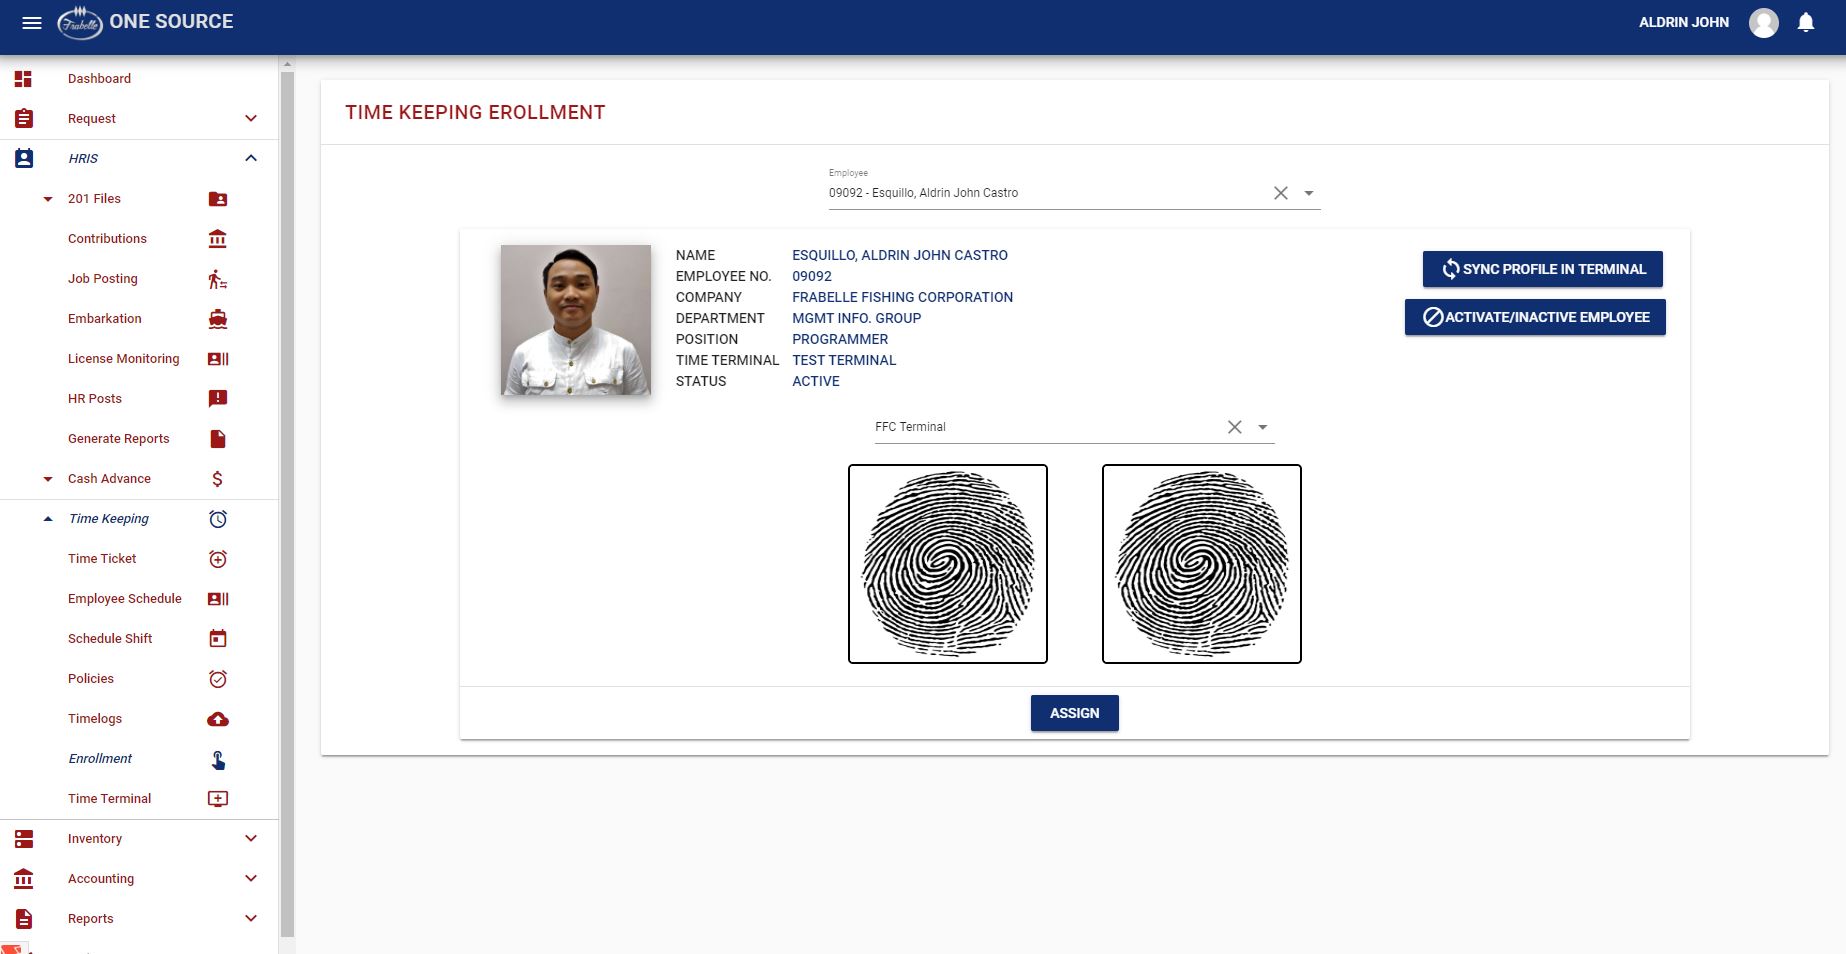 Frabelle ONE SOURCE
ALDRIN JOHN
Dashboard
Request
HRIS
201 Files
Contributions
Job Posting
Embarkation
License Monitoring
HR Posts
Generate Reports
Cash Advance
Time Keeping
Time Ticket
Employee Schedule
Schedule Shift
Policies
Timelogs
Enrollment
Time Terminal
Inventory
Accounting
Reports
TIME KEEPING EROLLMENT
Employee
09092 - Esquillo, Aldrin John Castro
NAME ESQUILLO, ALDRIN JOHN CASTRO
EMPLOYEE NO. 09092
COMPANY FRABELLE FISHING CORPORATION
DEPARTMENT MGMT INFO. GROUP
POSITION PROGRAMMER
TIME TERMINAL TEST TERMINAL
STATUS ACTIVE
SYNC PROFILE IN TERMINAL
ACTIVATE/INACTIVE EMPLOYEE
FFC Terminal
ASSIGN